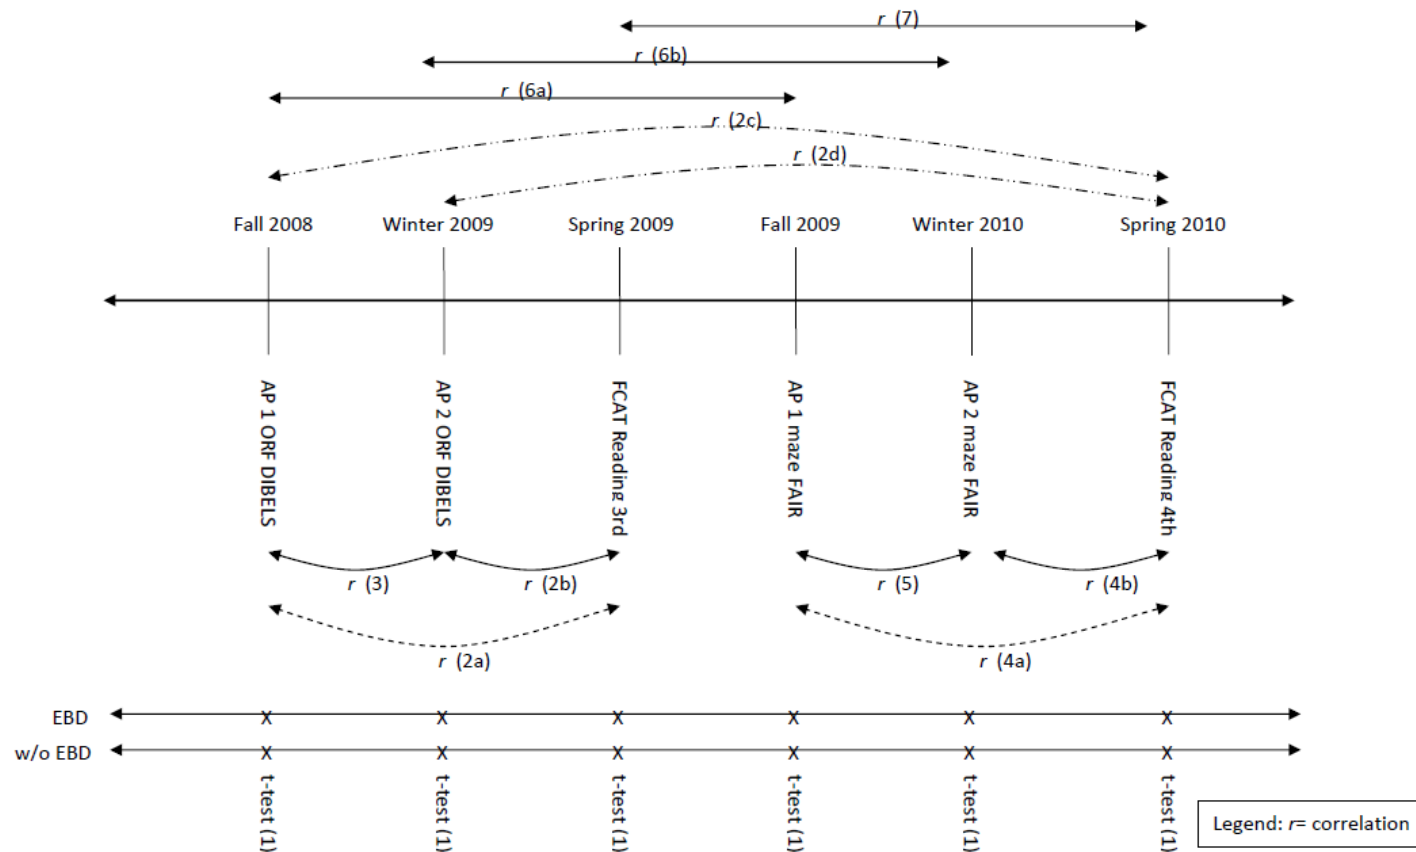 r (7)
r (6b)
r (6a)
r (2c)
r (2d)
Fall 2008 Winter 2009 Spring 2009 Fall 2009 Winter 2010 Spring 2010
AP 1 ORF DIBELS
AP 2 ORF DIBELS
FCAT Reading 3rd
AP 1 maze FAIR
AP 2 maze FAIR
FCAT Reading 4th
r (3) r (2b) r (5) r (4b)
r (2a) r (4a)
EBD X X X X X X
w/o EBD X X X X X X
t-test (1)
t-test (1)
t-test (1)
t-test (1)
t-test (1)
t-test (1)
Legend: r= correlation